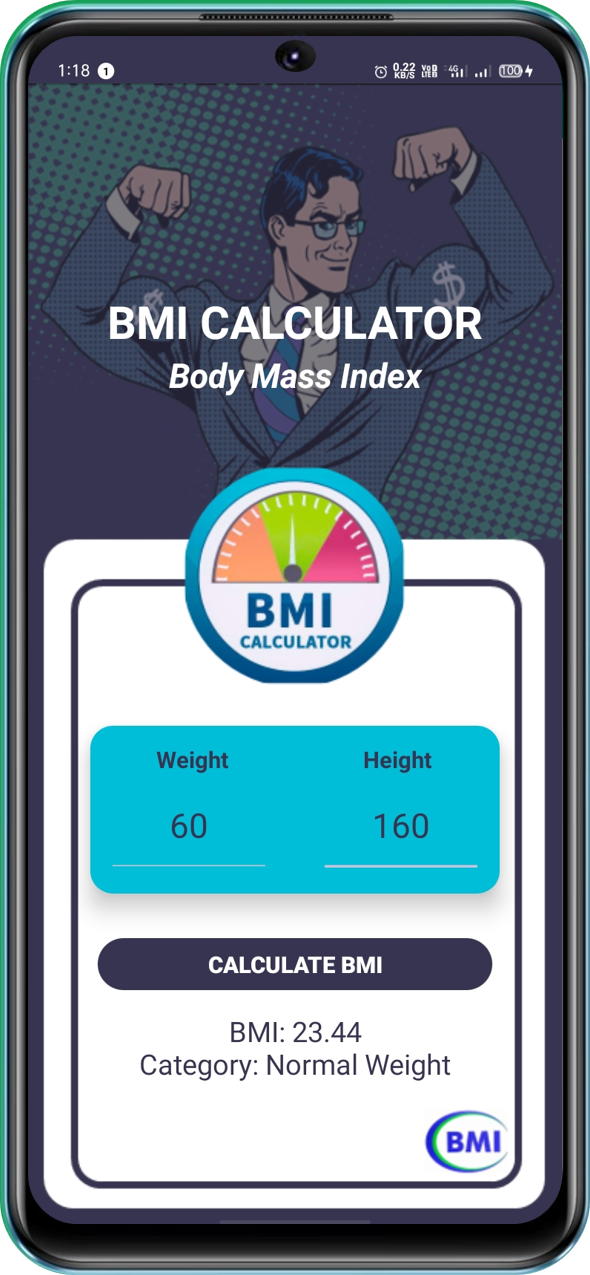 1:18 1 0.22 KB/S Vo D LTE B 4G 100
$ $
BMI CALCULATOR
Body Mass Index
BMI
CALCULATOR
Weight Height
60 160
CALCULATE BMI
BMI: 23.44
Category: Normal Weight
BMI